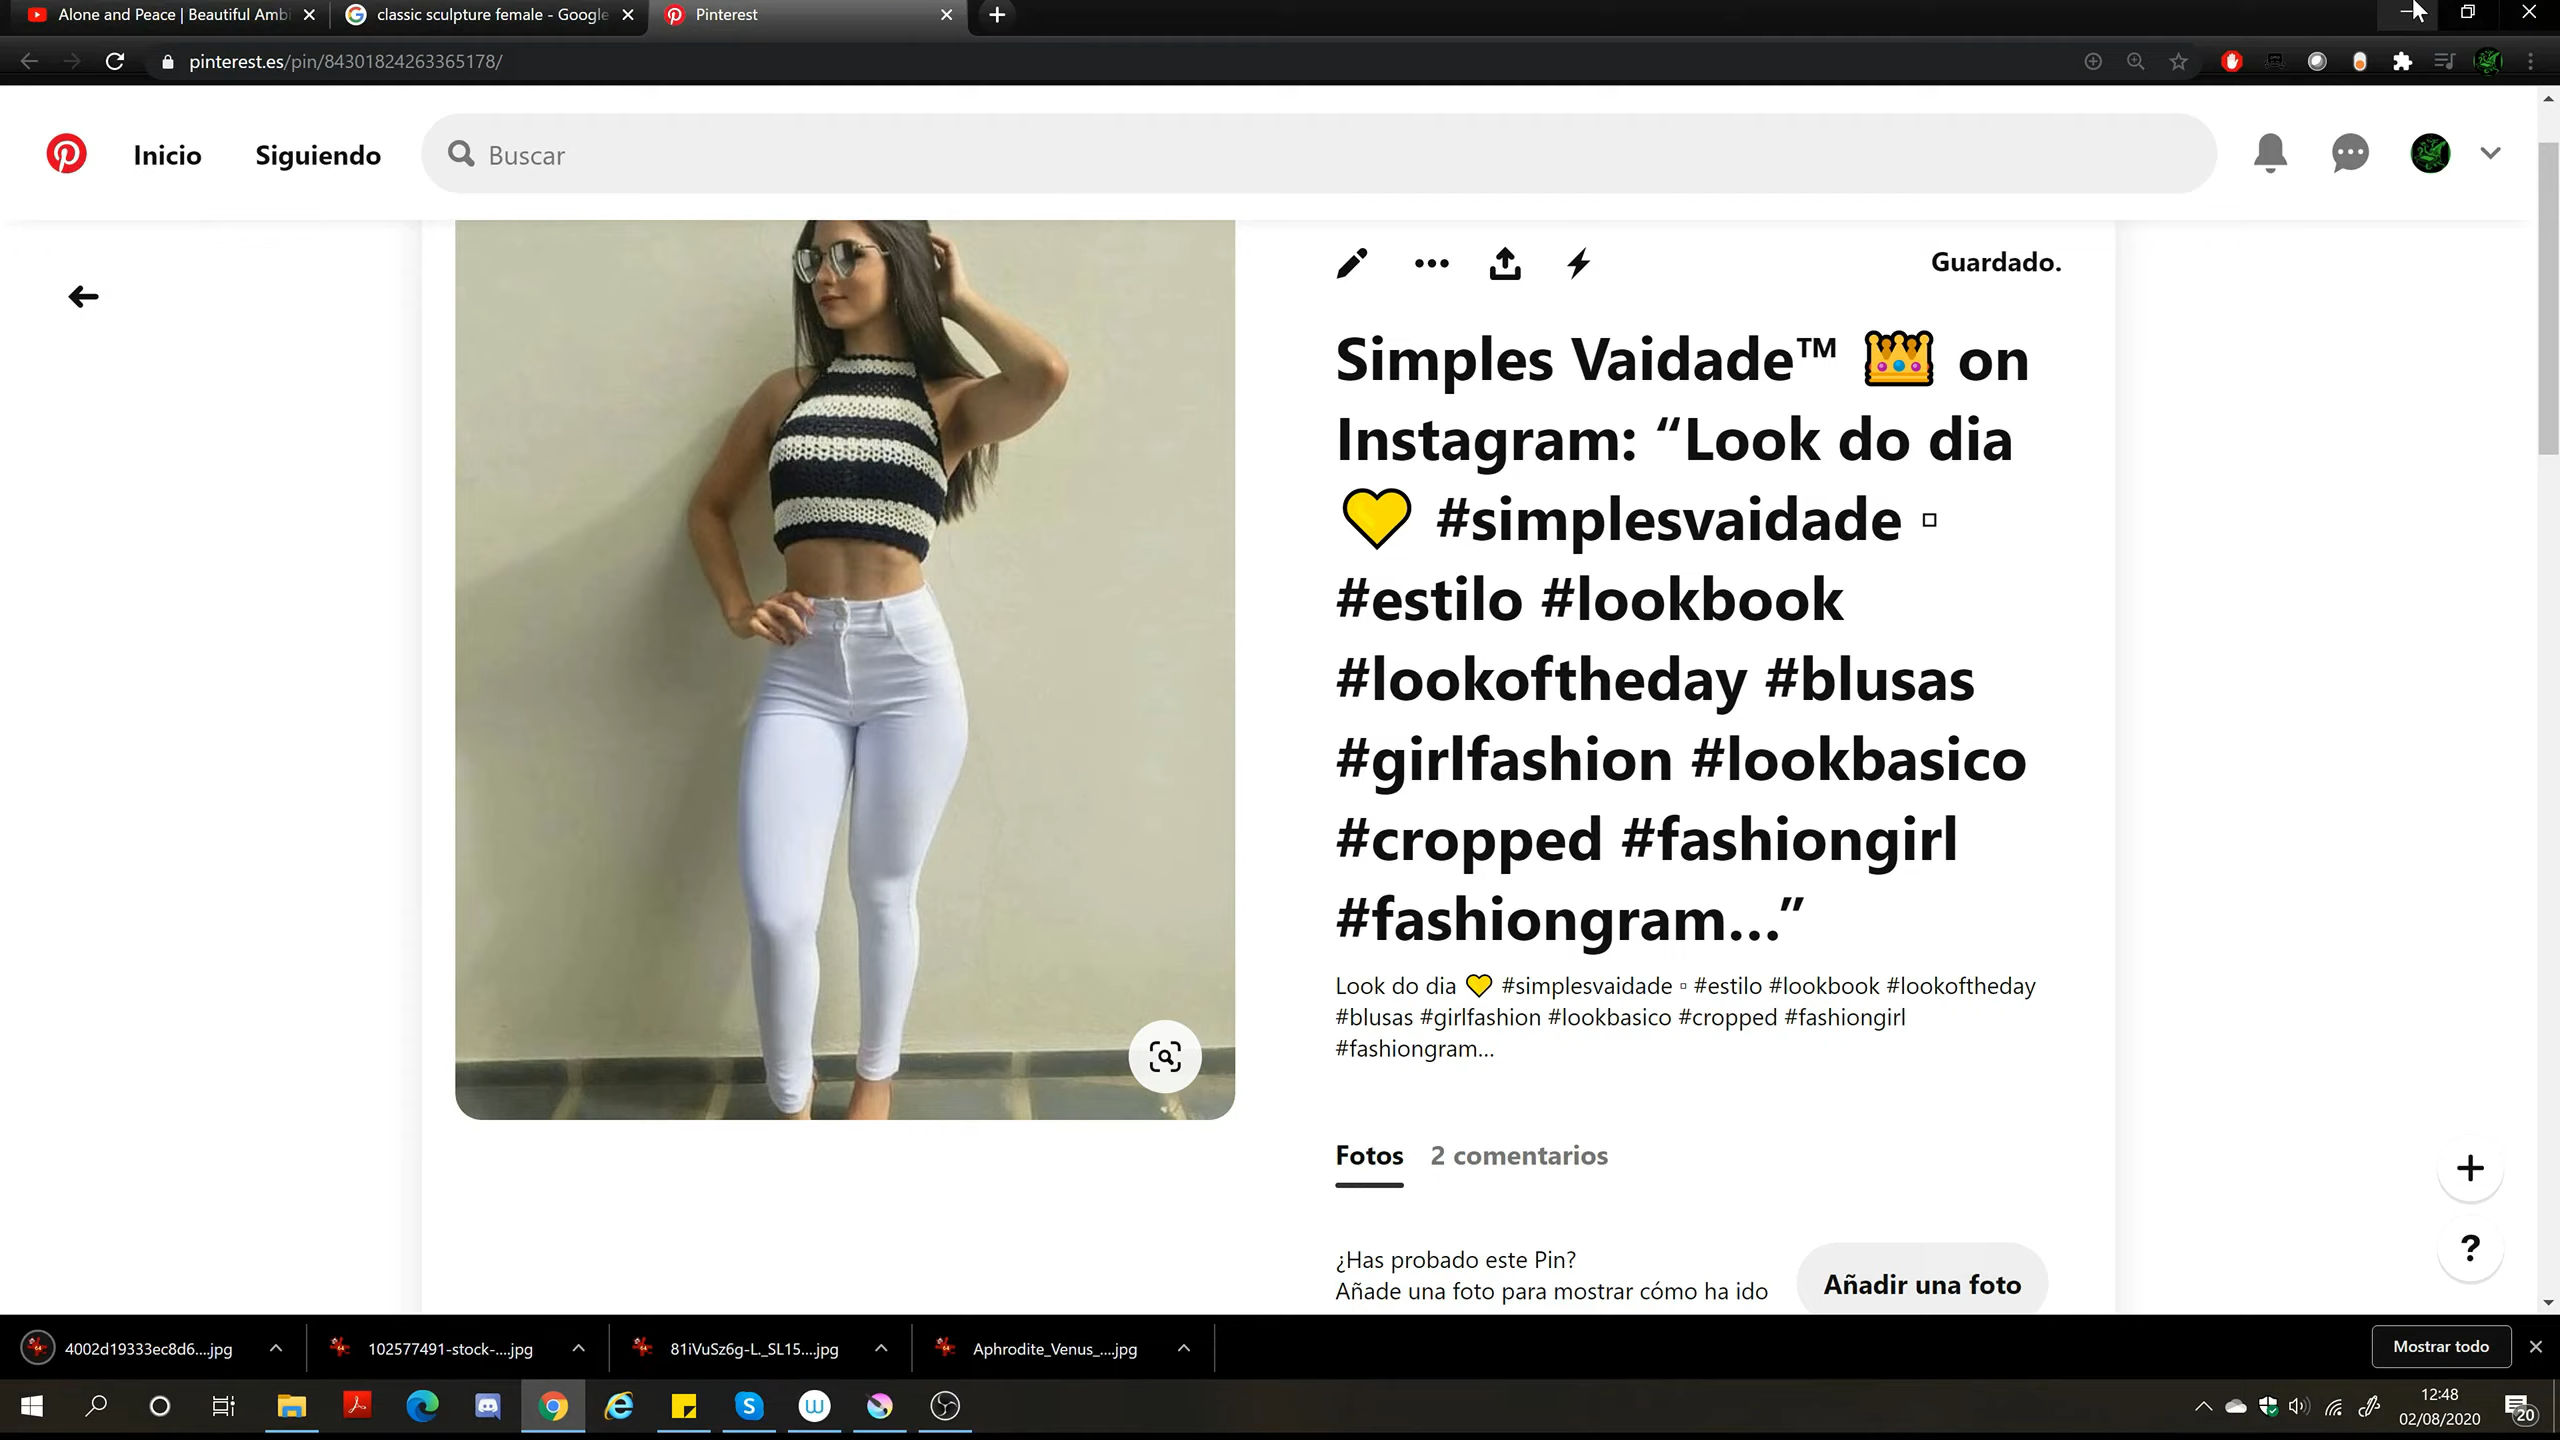 Alone and Peace | Beautiful Ambi
classic sculpture female - Google
Pinterest
pinterest.es/pin/84301824263365178/
Inicio
Siguiendo
Buscar
Guardado.
Simples Vaidade™ 👑 on
Instagram: “Look do dia
💛 #simplesvaidade ▫
#estilo #lookbook
#lookoftheday #blusas
#girlfashion #lookbasico
#cropped #fashiongirl
#fashiongram…”
Look do dia 💛 #simplesvaidade ▫ #estilo #lookbook #lookoftheday
#blusas #girlfashion #lookbasico #cropped #fashiongirl
#fashiongram…
Fotos 2 comentarios
¿Has probado este Pin?
Añade una foto para mostrar cómo ha ido
Añadir una foto
?
4002d19333ec8d6....jpg
102577491-stock-....jpg
81iVuSz6g-L._SL15....jpg
Aphrodite_Venus_....jpg
Mostrar todo
12:48
02/08/2020
20